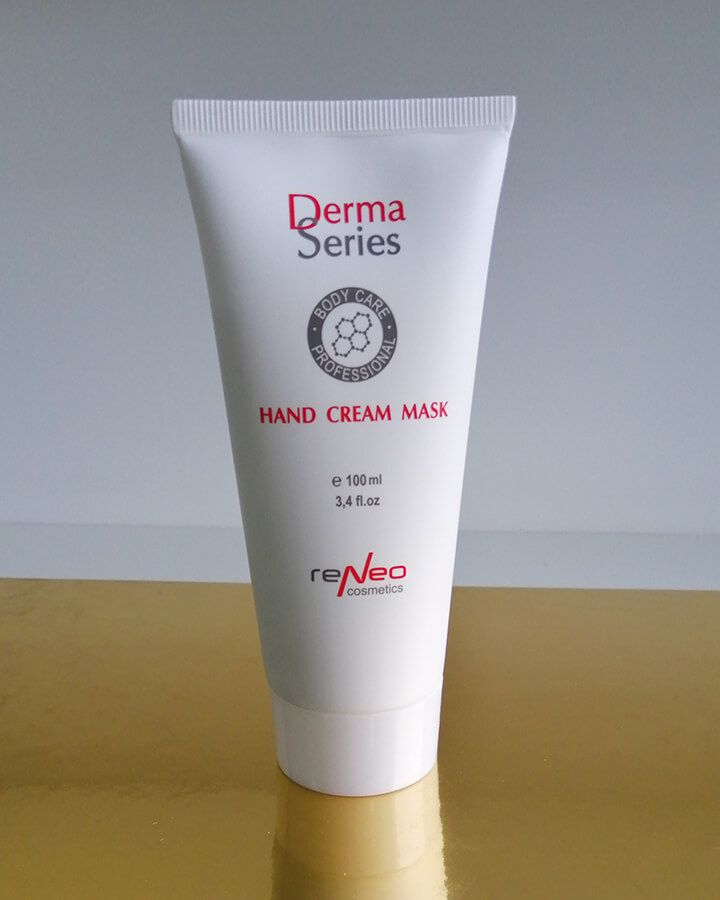 Derma
Series
· BODY CARE ·
PROFESSIONAL
HAND CREAM MASK
℮ 100 ml
3,4 fl.oz
reNeo
cosmetics